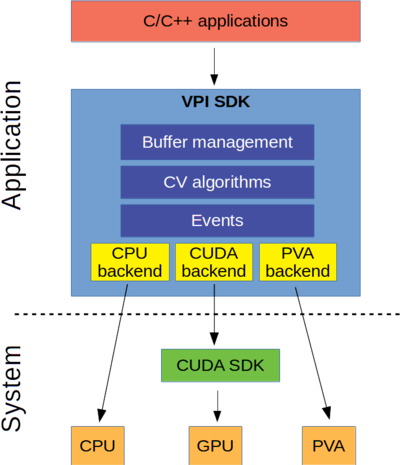 C/C++ applications
Application
VPI SDK
Buffer management
CV algorithms
Events
CPU
backend
CUDA
backend
PVA
backend
System
CUDA SDK
CPU
GPU
PVA